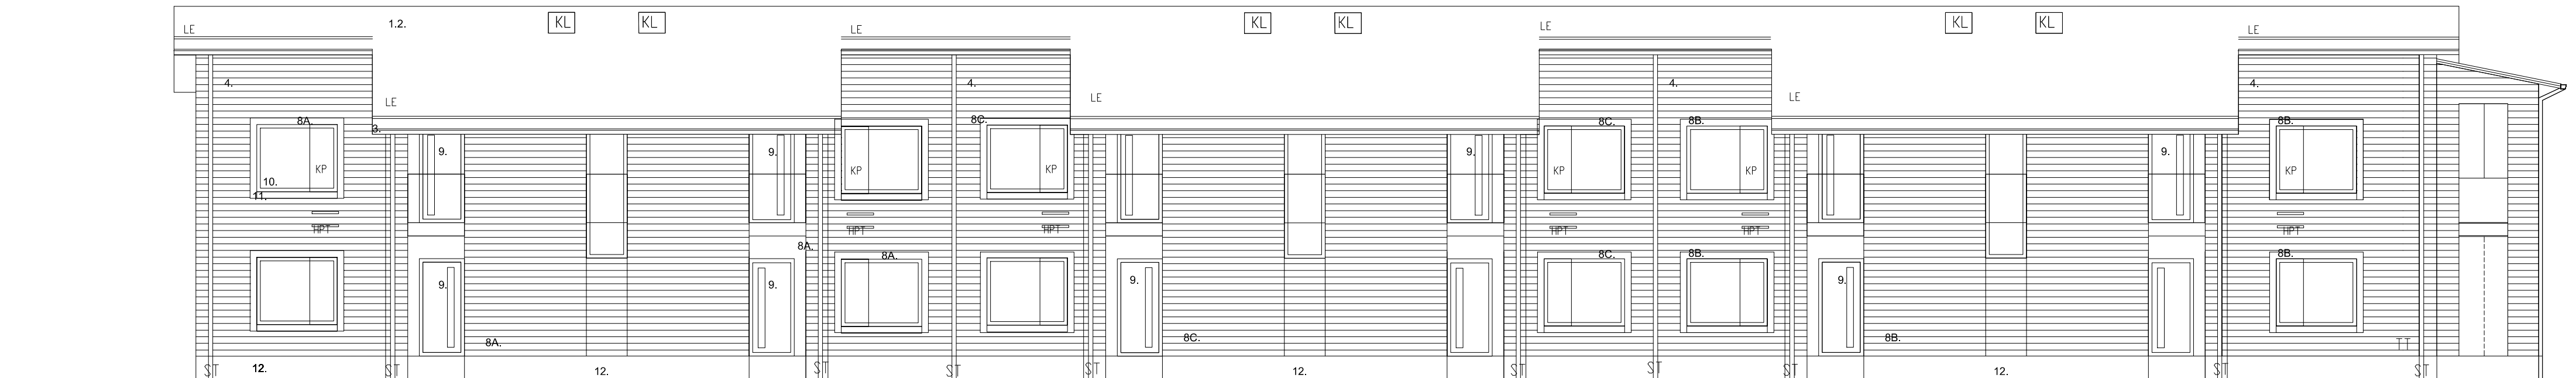 1.2. KL KL KL KL KL KL
LE LE LE LE
4. 4. 4. 4.
LE LE LE
8A. 3. 8C. 8C. 8B. 8B.
9. 9. 9. 9.
KP KP KP KP KP KP
10.
11.
HPT HPT HPT HPT HPT HPT
8A. 8A. 8C. 8B. 8B.
9. 9. 9. 9.
8A. 8C. 8B. TT
ST 12. ST 12. ST ST ST 12. ST ST ST 12. ST ST